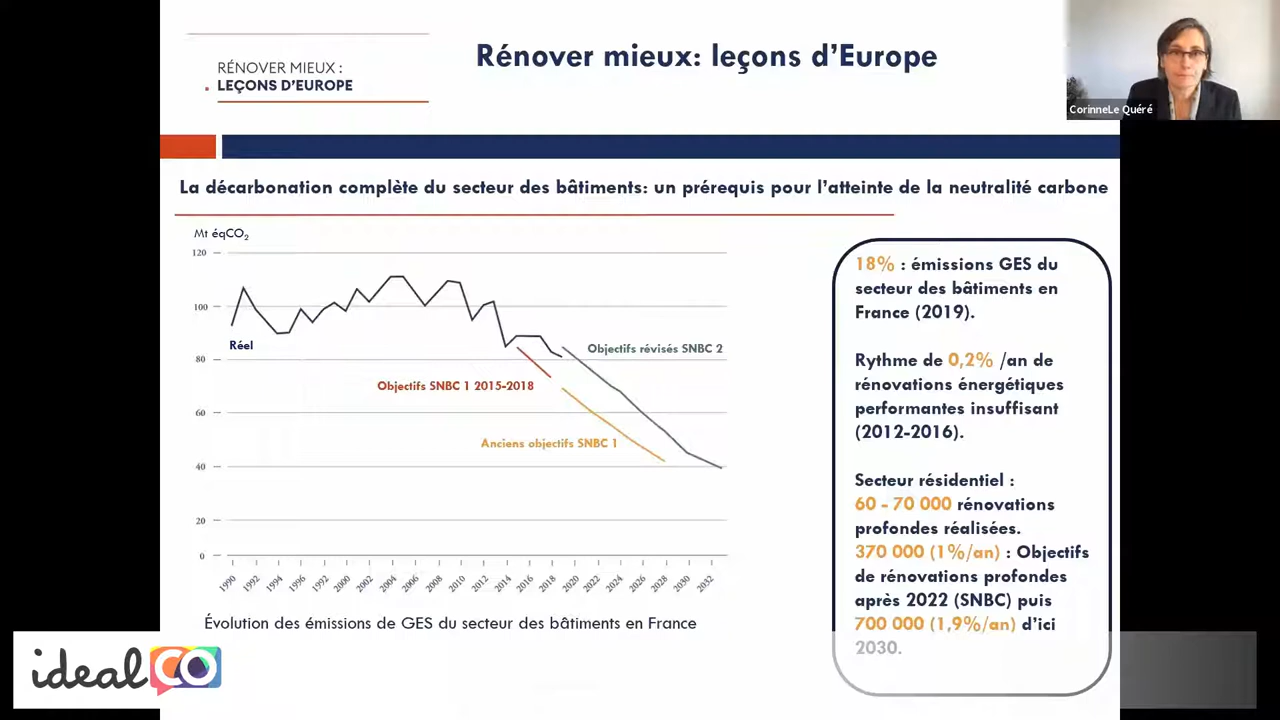 Rénover mieux: leçons d'Europe
RÉNOVER MIEUX :
LEÇONS D'EUROPE
CorinneLe Quéré
La décarbonation complète du secteur des bâtiments: un prérequis pour l'atteinte de la neutralité carbone
Mt éqCO₂
120
100
80
60
40
20
0
Réel
Objectifs révisés SNBC 2
Objectifs SNBC 1 2015-2018
Anciens objectifs SNBC 1
1990
1992
1994
1996
1992
2000
2002
2004
2006
2008
2010
2012
2014
2016
2018
2020
2022
2024
2026
2028
2030
2032
Évolution des émissions de GES du secteur des bâtiments en France
18% : émissions GES du
secteur des bâtiments en
France (2019).
Rythme de 0,2% /an de
rénovations énergétiques
performantes insuffisant
(2012-2016).
Secteur résidentiel :
60 - 70 000 rénovations
profondes réalisées.
370 000 (1%/an) : Objectifs
de rénovations profondes
après 2022 (SNBC) puis
700 000 (1,9%/an) d'ici
2030.
idealCO